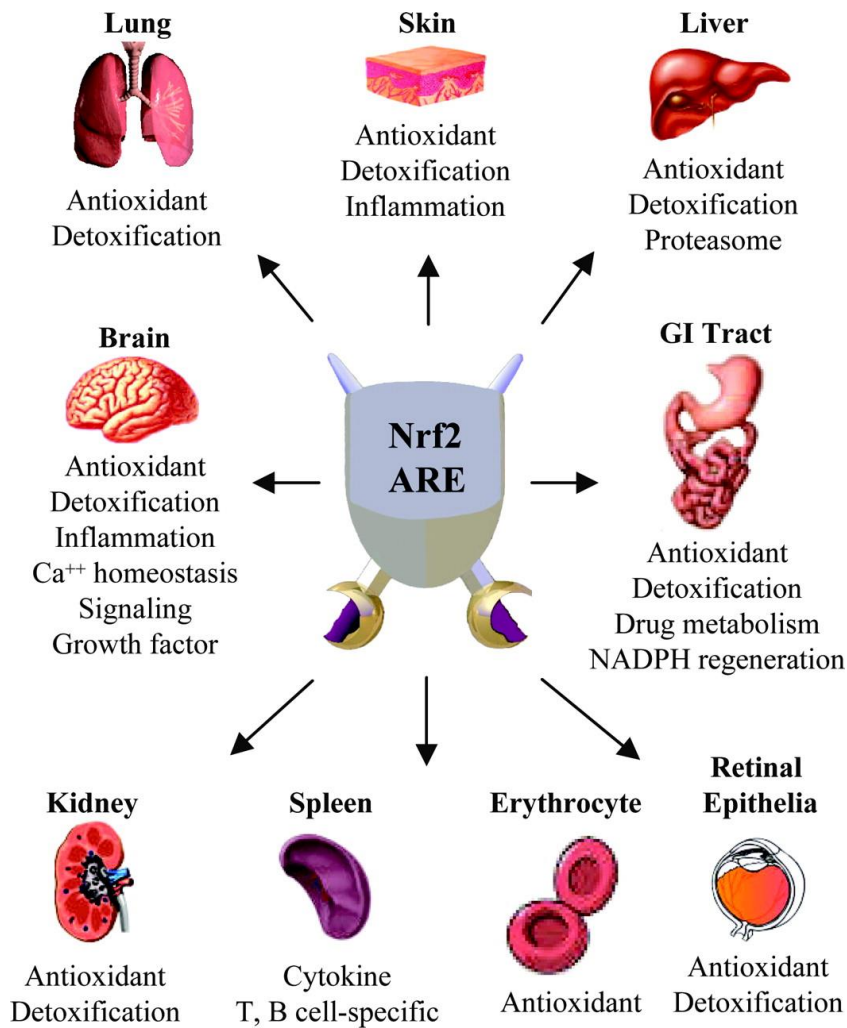 Lung
Antioxidant
Detoxification
Skin
Antioxidant
Detoxification
Inflammation
Liver
Antioxidant
Detoxification
Proteasome
Brain
Antioxidant
Detoxification
Inflammation
Ca⁺⁺ homeostasis
Signaling
Growth factor
Nrf2
ARE
GI Tract
Antioxidant
Detoxification
Drug metabolism
NADPH regeneration
Kidney
Antioxidant
Detoxification
Spleen
Cytokine
T, B cell-specific
Erythrocyte
Antioxidant
Retinal
Epithelia
Antioxidant
Detoxification